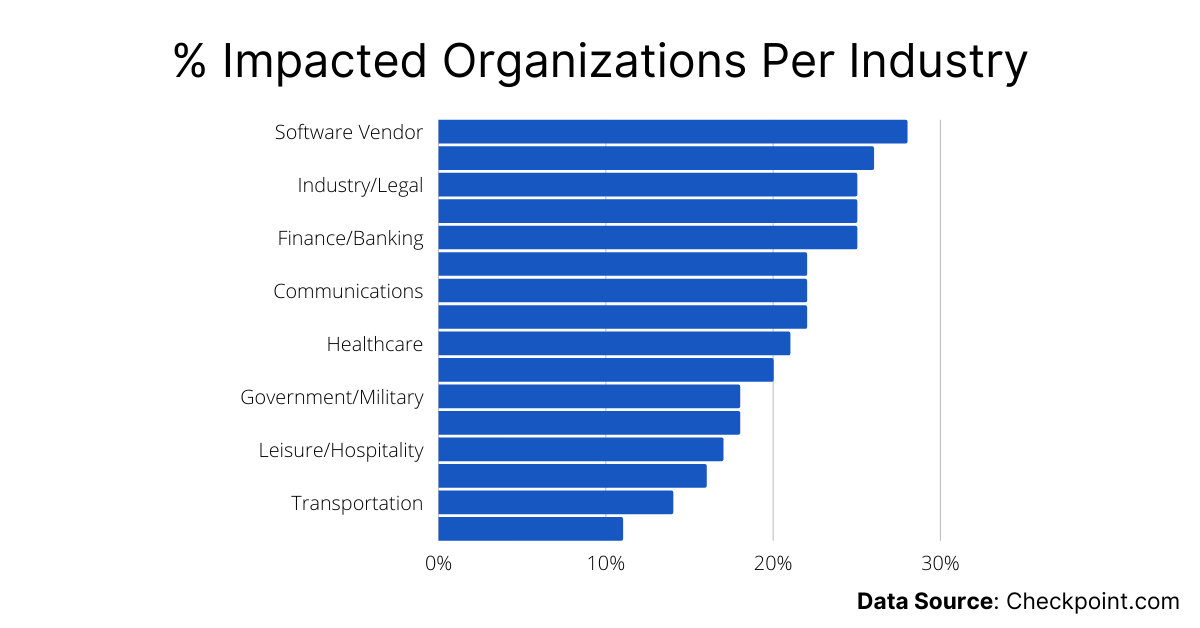 % Impacted Organizations Per Industry
Software Vendor
Industry/Legal
Finance/Banking
Communications
Healthcare
Government/Military
Leisure/Hospitality
Transportation
0% 10% 20% 30%
Data Source: Checkpoint.com